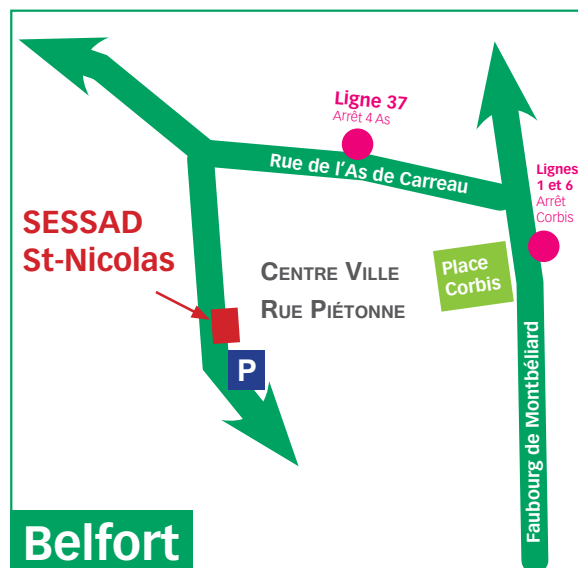 Ligne 37
Arrêt 4 As
Rue de l'As de Carreau
Lignes
1 et 6
Arrêt
Corbis
SESSAD
St-Nicolas
CENTRE VILLE
RUE PIÉTONNE
Place
Corbis
P
Faubourg de Montbéliard
Belfort